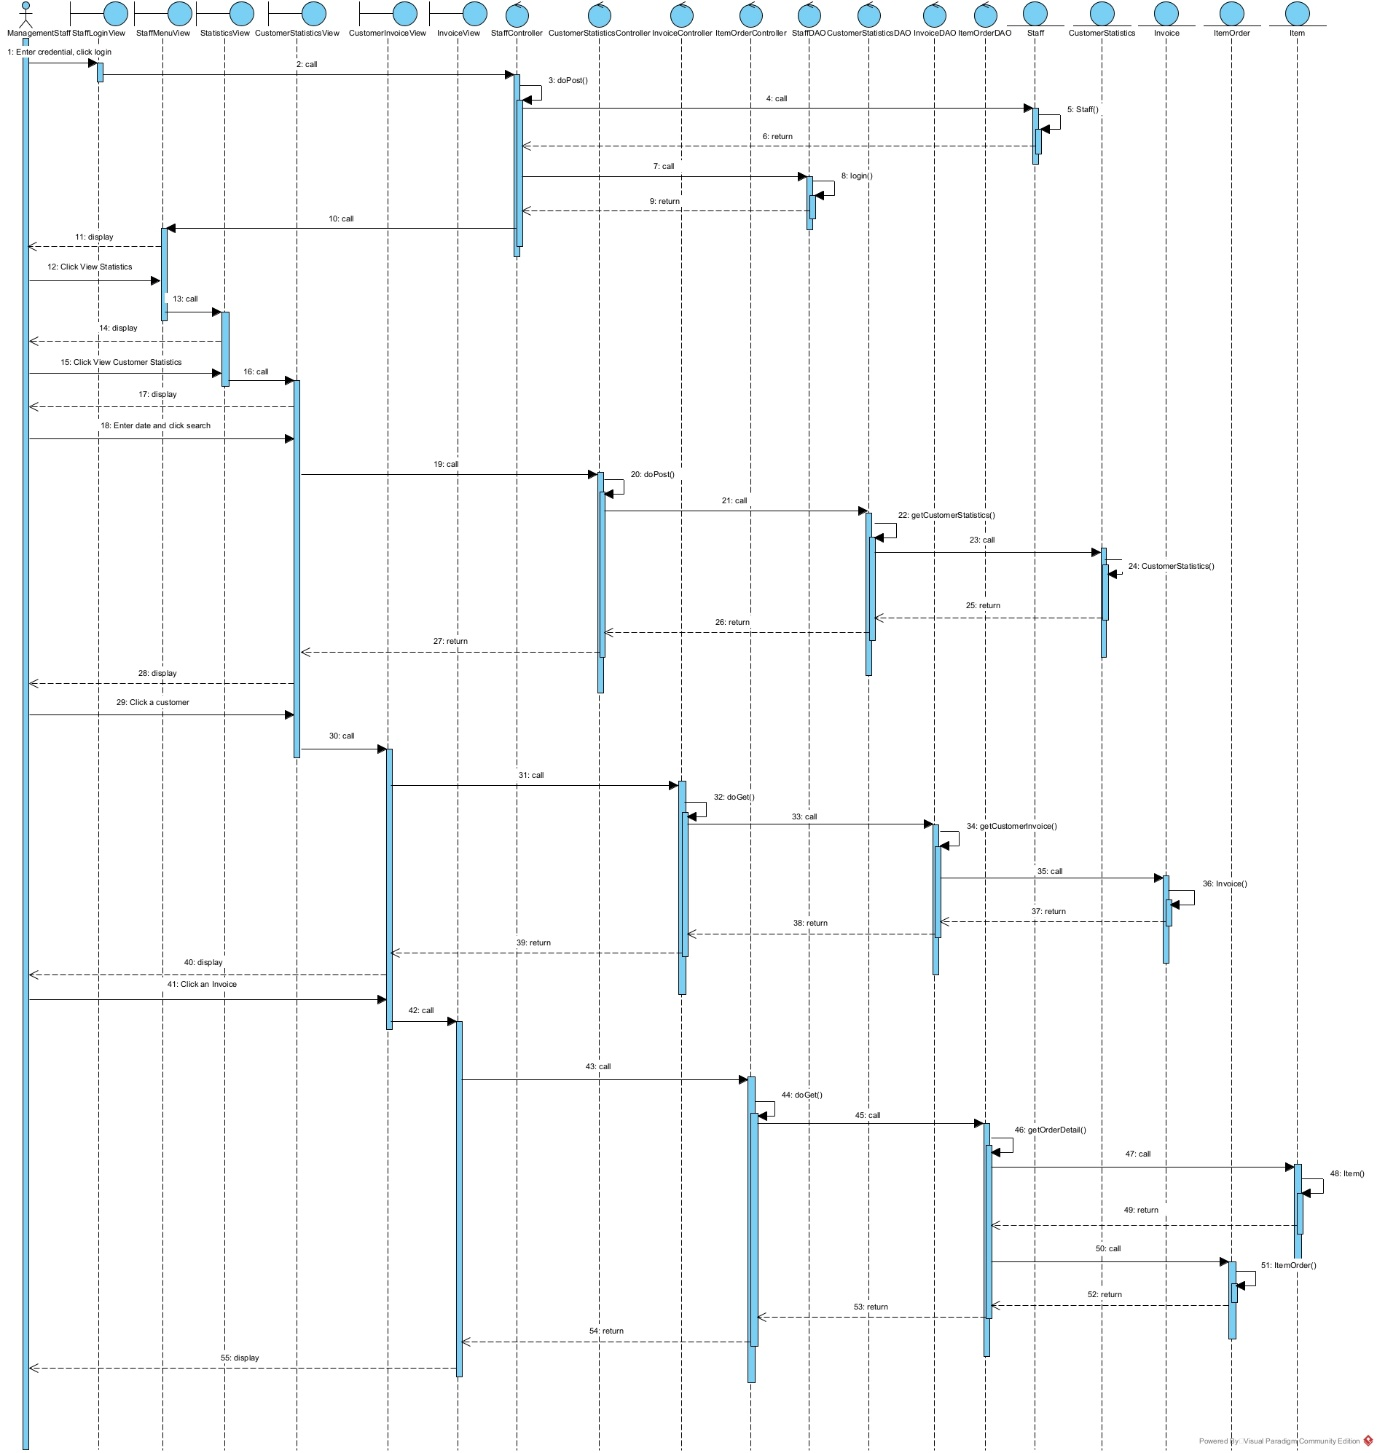 ManagementStaff StaffLoginView StaffMenuView StatisticsView CustomerStatisticsView CustomerInvoiceView InvoiceView StaffController CustomerStatisticsController InvoiceController ItemOrderController StaffDAO CustomerStatisticsDAO InvoiceDAO ItemOrderDAO Staff CustomerStatistics Invoice ItemOrder Item
1: Enter credential, click login
2: call
3: doPost()
4: call
5: Staff()
6: return
7: call
8: login()
9: return
10: call
11: display
12: Click View Statistics
13: call
14: display
15: Click View Customer Statistics
16: call
17: display
18: Enter date and click search
19: call
20: doPost()
21: call
22: getCustomerStatistics()
23: call
24: CustomerStatistics()
25: return
26: return
27: return
28: display
29: Click a customer
30: call
31: call
32: doGet()
33: call
34: getCustomerInvoice()
35: call
36: Invoice()
37: return
38: return
39: return
40: display
41: Click an Invoice
42: call
43: call
44: doGet()
45: call
46: getOrderDetail()
47: call
48: Item()
49: return
50: call
51: ItemOrder()
52: return
53: return
54: return
55: display
Powered By: Visual Paradigm Community Edition